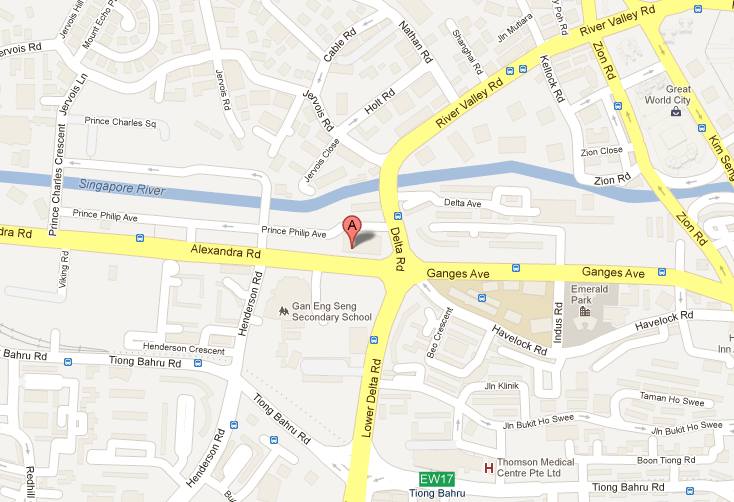 Jervois Hill
Mount Echo P
Jervois Rd
Jervois Ln
Cable Rd
Nathan Rd
Shanghai Rd
Jln Mutiara
Poh Rd
River Valley Rd
Zion Rd
Kellock Rd
Great
World City
River Valley Rd
Holt Rd
Jervois Rd
Jervois Rd
Jervois Close
Prince Charles Sq
Prince Charles Crescent
Zion Close
Zion Rd
Kim Seng
Singapore River
Prince Philip Ave
Prince Philip Ave
A
Delta Ave
Delta Rd
Zion Rd
dra Rd
Alexandra Rd
Ganges Ave
Ganges Ave
Viking Rd
Henderson Rd
Gan Eng Seng
Secondary School
Emerald
Park
Indus Rd
Havelock Rd
Havelock Rd
Beo Crescent
Henderson Crescent
Tiong Bahru Rd
Tiong Bahru Rd
Tiong Bahru Rd
Lower Delta Rd
Inn
Jln Klinik
Taman Ho Swee
Jln Bukit Ho Swee
Jln Bukit Ho Swee
Boon Tiong Rd
Redhill
Henderson Rd
H
Thomson Medical
Centre Pte Ltd
EW17
Tiong Bahru